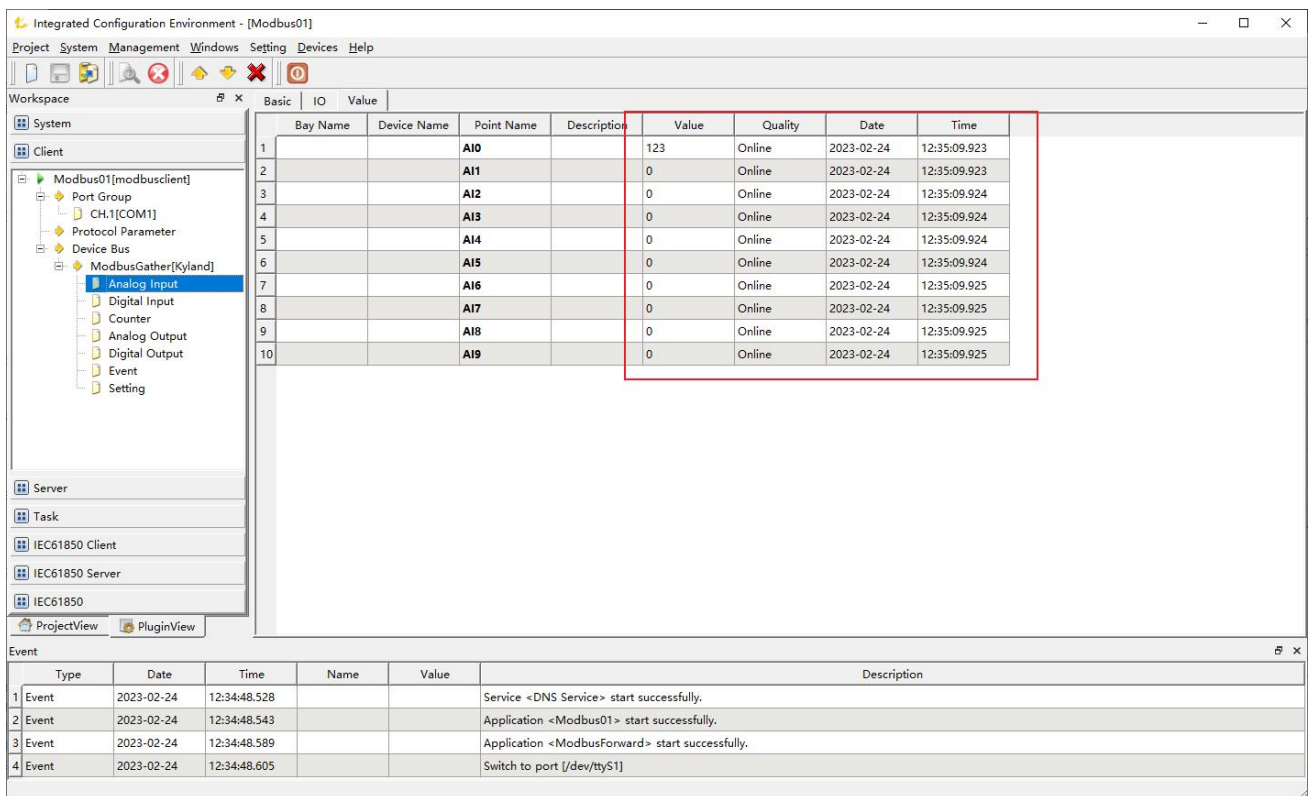 Integrated Configuration Environment - [Modbus01]
Project System Management Windows Setting Devices Help
Workspace
System
Client
Modbus01[modbusclient]
Port Group
CH.1[COM1]
Protocol Parameter
Device Bus
ModbusGather[Kyland]
Analog Input
Digital Input
Counter
Analog Output
Digital Output
Event
Setting
Server
Task
IEC61850 Client
IEC61850 Server
IEC61850
ProjectView PluginView
Basic IO Value
Bay Name Device Name Point Name Description Value Quality Date Time
1 AI0 123 Online 2023-02-24 12:35:09.923
2 AI1 0 Online 2023-02-24 12:35:09.923
3 AI2 0 Online 2023-02-24 12:35:09.924
4 AI3 0 Online 2023-02-24 12:35:09.924
5 AI4 0 Online 2023-02-24 12:35:09.924
6 AI5 0 Online 2023-02-24 12:35:09.924
7 AI6 0 Online 2023-02-24 12:35:09.925
8 AI7 0 Online 2023-02-24 12:35:09.925
9 AI8 0 Online 2023-02-24 12:35:09.925
10 AI9 0 Online 2023-02-24 12:35:09.925
Event
Type Date Time Name Value Description
1 Event 2023-02-24 12:34:48.528 Service <DNS Service> start successfully.
2 Event 2023-02-24 12:34:48.543 Application <Modbus01> start successfully.
3 Event 2023-02-24 12:34:48.589 Application <ModbusForward> start successfully.
4 Event 2023-02-24 12:34:48.605 Switch to port [/dev/ttyS1]